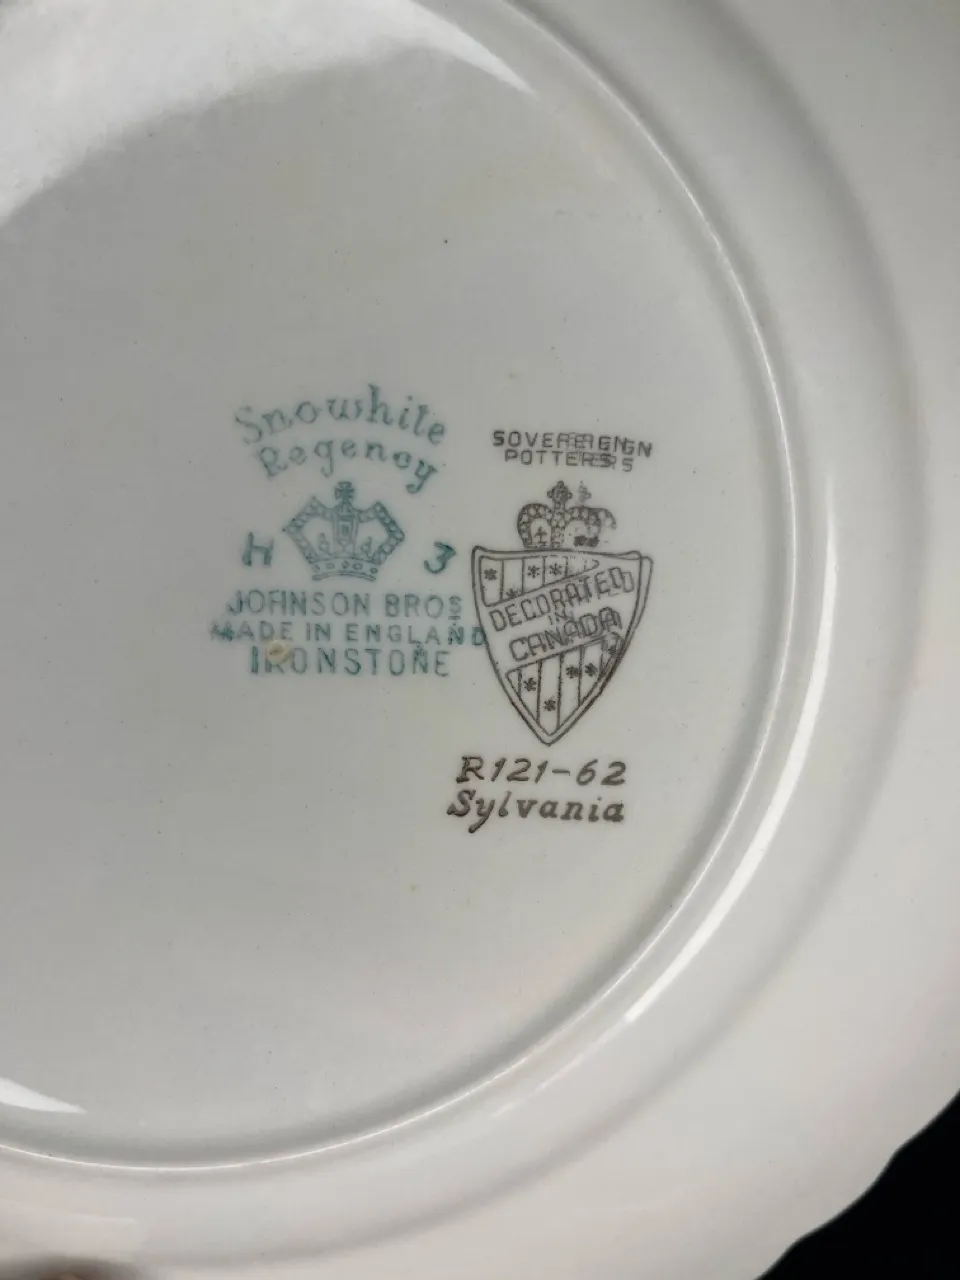 Snowhite
Regency
H 3
JOHNSON BROS
MADE IN ENGLAND
IRONSTONE
SOVEREIGN
POTTERS
DECORATED
IN
CANADA
R121-62
Sylvania